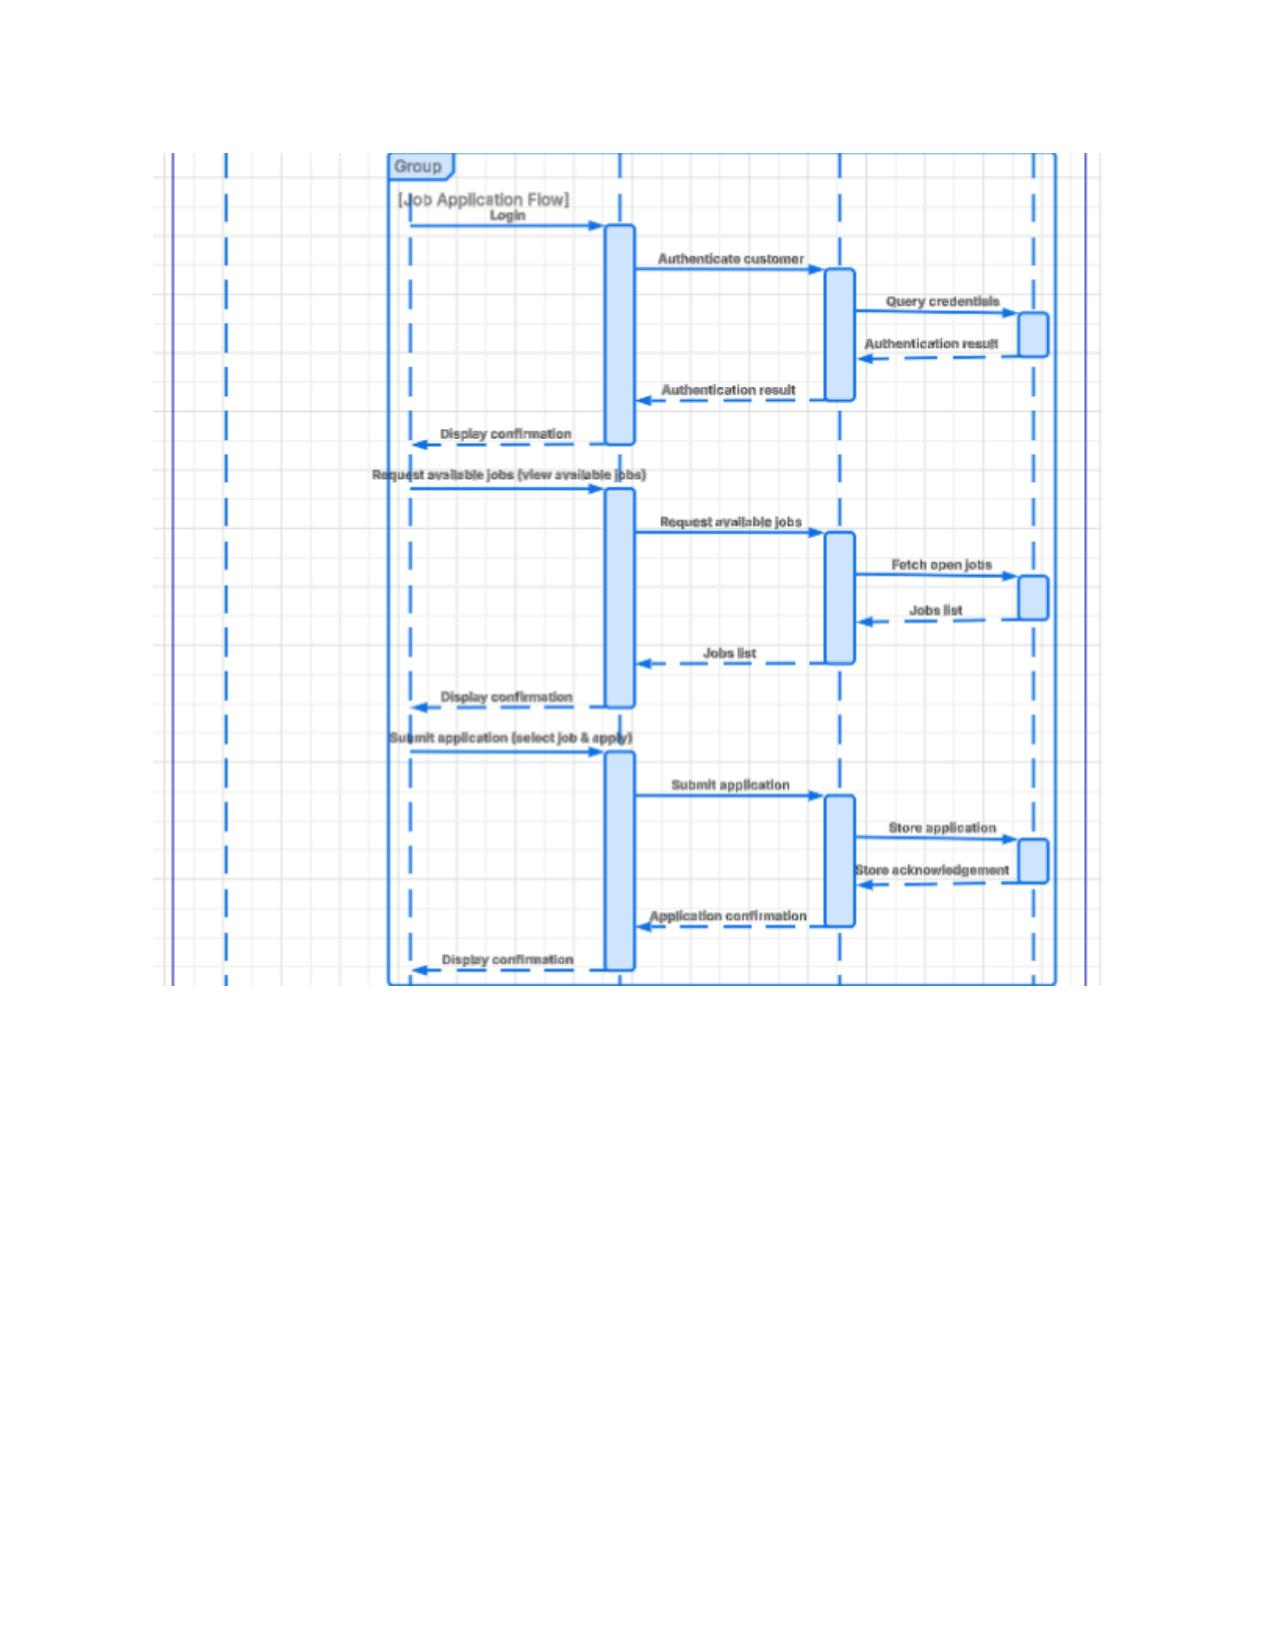 Group
[Job Application Flow]
Login
Authenticate customer
Query credentials
Authentication result
Authentication result
Display confirmation
Request available jobs (view available jobs)
Request available jobs
Fetch open jobs
Jobs list
Jobs list
Display confirmation
Submit application (select job & apply)
Submit application
Store application
Store acknowledgement
Application confirmation
Display confirmation